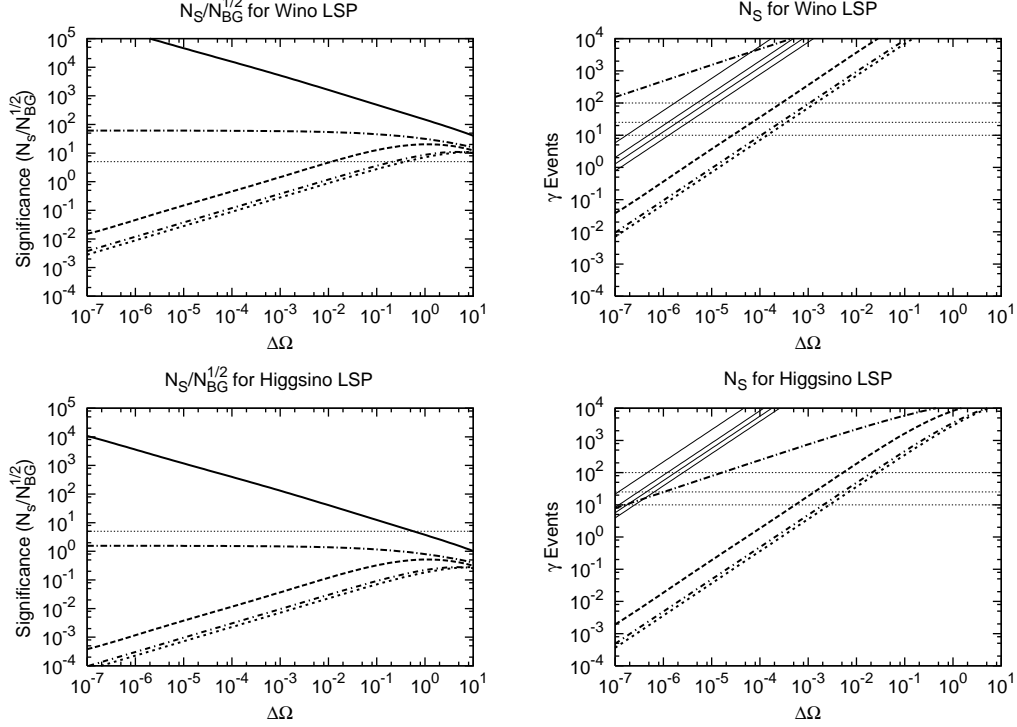 N_S/N_BG^1/2 for Wino LSP
Significance (N_s/N_BG^1/2)
10^5
10^4
10^3
10^2
10^1
10^0
10^-1
10^-2
10^-3
10^-4
10^-7 10^-6 10^-5 10^-4 10^-3 10^-2 10^-1 10^0 10^1
ΔΩ
N_S for Wino LSP
γ Events
10^4
10^3
10^2
10^1
10^0
10^-1
10^-2
10^-3
10^-4
10^-7 10^-6 10^-5 10^-4 10^-3 10^-2 10^-1 10^0 10^1
ΔΩ
N_S/N_BG^1/2 for Higgsino LSP
Significance (N_s/N_BG^1/2)
10^5
10^4
10^3
10^2
10^1
10^0
10^-1
10^-2
10^-3
10^-4
10^-7 10^-6 10^-5 10^-4 10^-3 10^-2 10^-1 10^0 10^1
ΔΩ
N_S for Higgsino LSP
γ Events
10^4
10^3
10^2
10^1
10^0
10^-1
10^-2
10^-3
10^-4
10^-7 10^-6 10^-5 10^-4 10^-3 10^-2 10^-1 10^0 10^1
ΔΩ